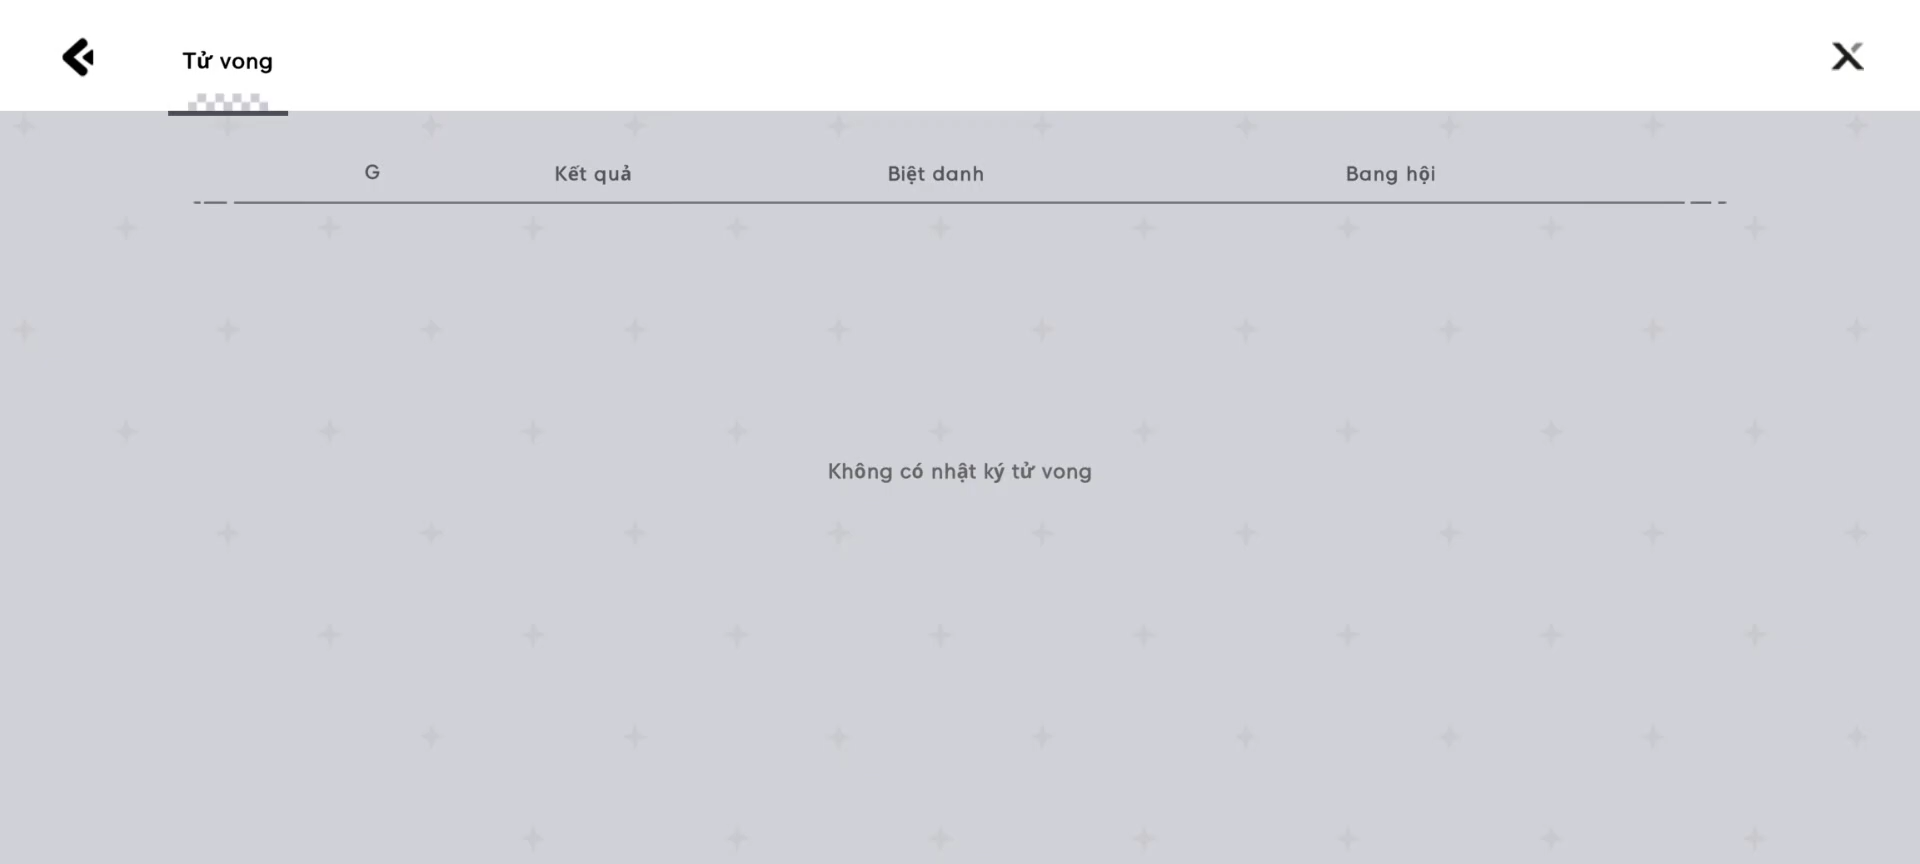 Tử vong
G Kết quả Biệt danh Bang hội
Không có nhật ký tử vong